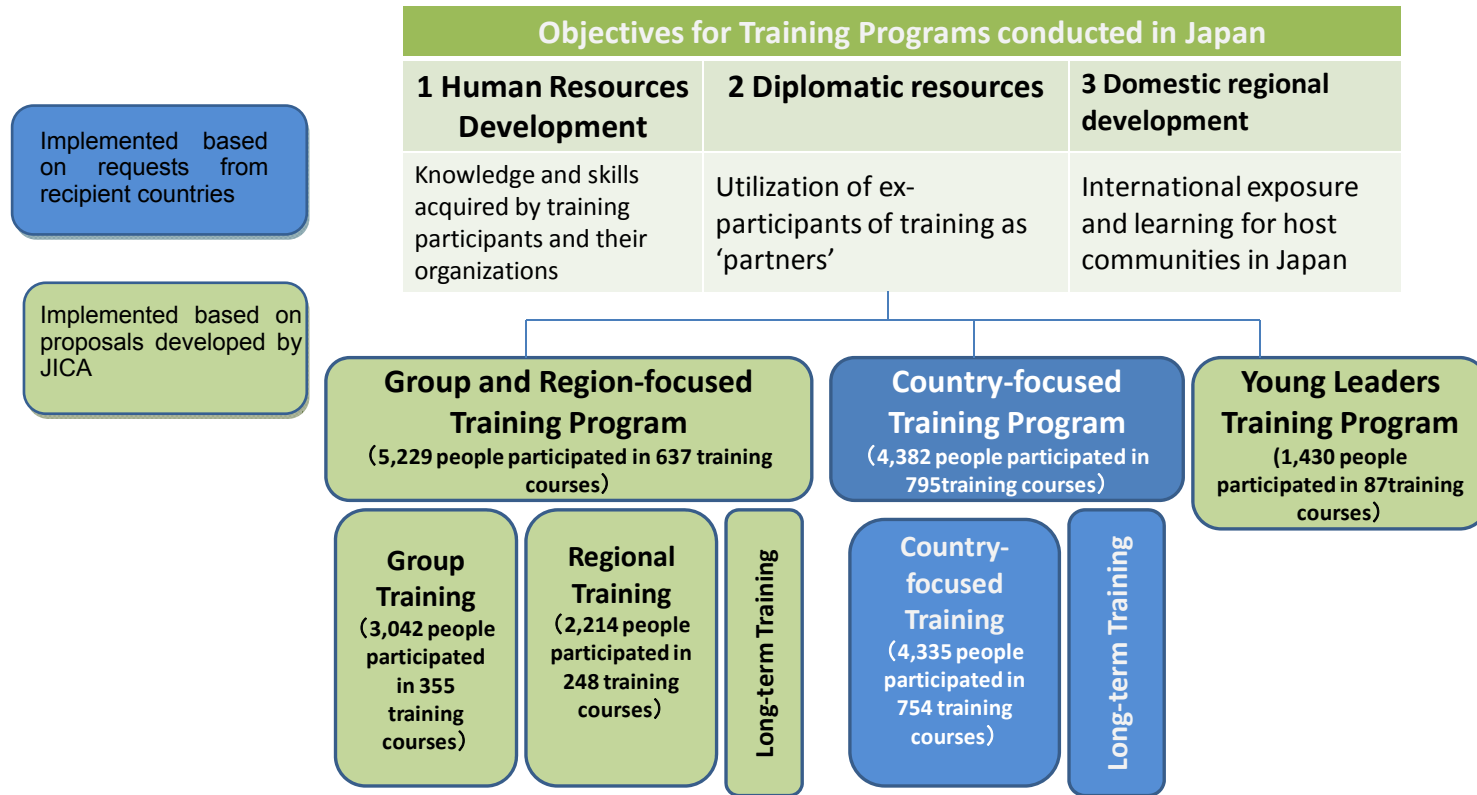 Objectives for Training Programs conducted in Japan
1 Human Resources
Development
2 Diplomatic resources
3 Domestic regional
development
Knowledge and skills
acquired by training
participants and their
organizations
Utilization of ex-
participants of training as
‘partners’
International exposure
and learning for host
communities in Japan
Implemented based
on requests from
recipient countries
Implemented based on
proposals developed by
JICA
Group and Region-focused
Training Program
（5,229 people participated in 637 training
courses）
Country-focused
Training Program
（4,382 people participated in
795training courses）
Young Leaders
Training Program
(1,430 people
participated in 87training
courses）
Group
Training
（3,042 people
participated
in 355
training
courses）
Regional
Training
（2,214 people
participated in
248 training
courses）
Long-term Training
Country-
focused
Training
（4,335 people
participated in
754 training
courses）
Long-term Training